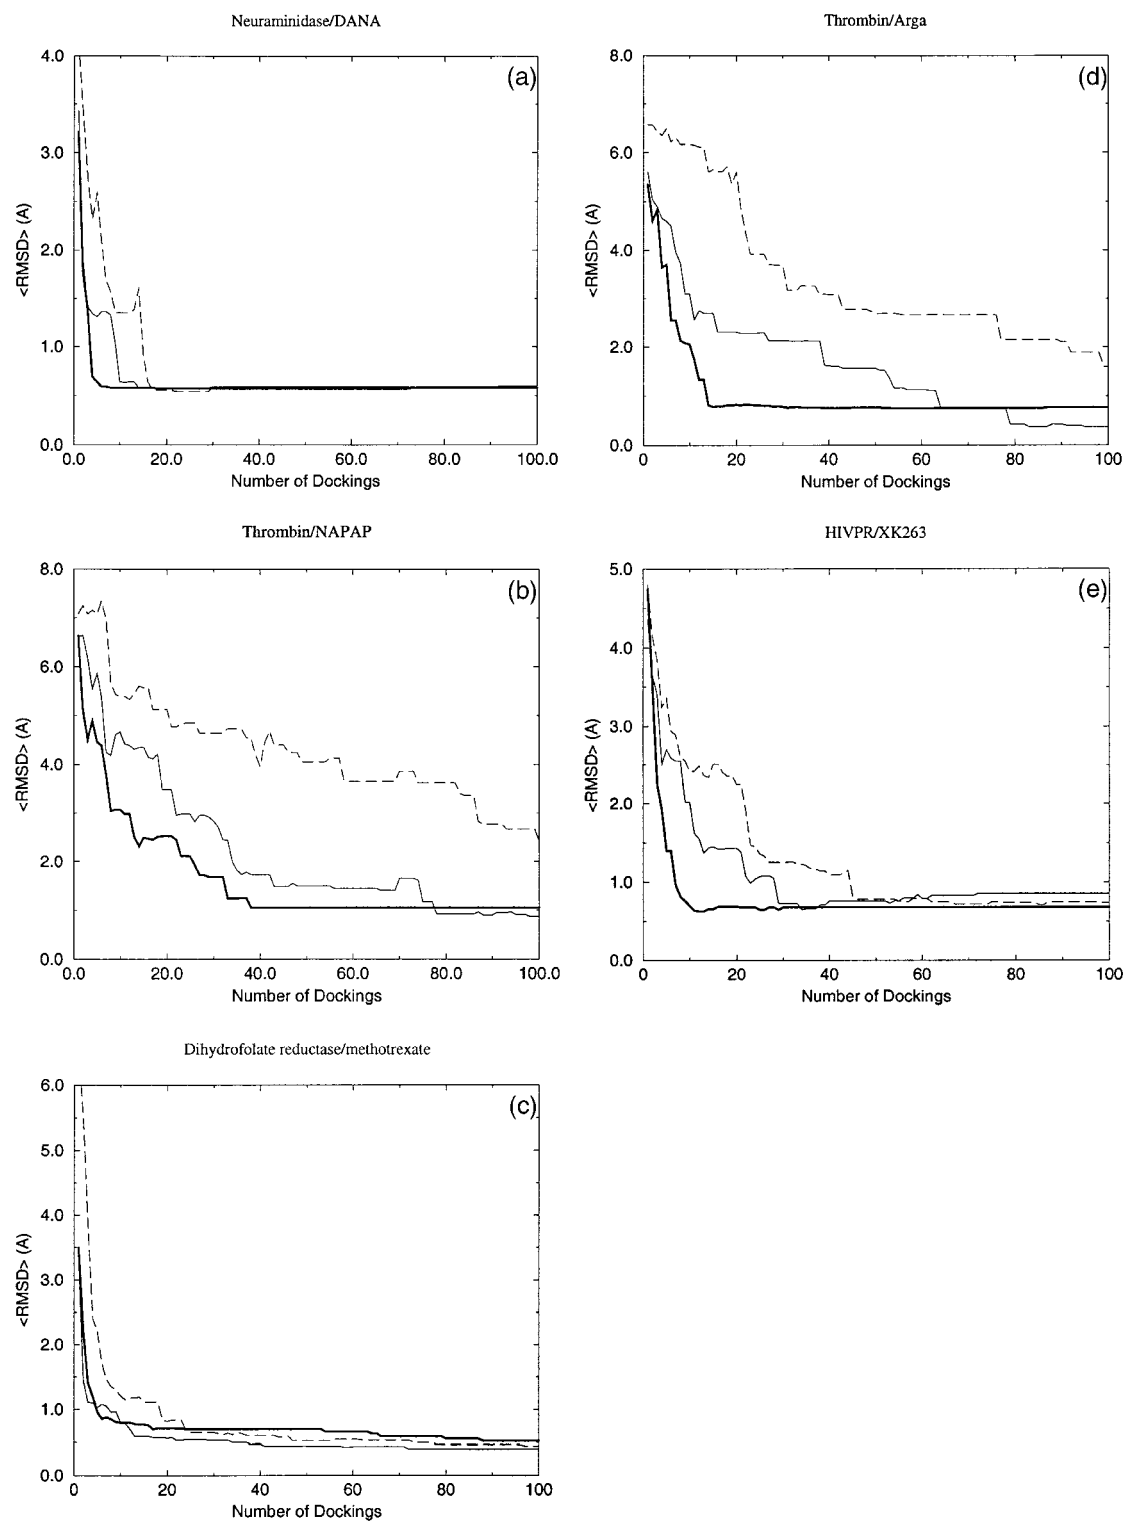 Neuraminidase/DANA
(a)
4.0
3.0
2.0
1.0
0.0
<RMSD> (A)
0.0 20.0 40.0 60.0 80.0 100.0
Number of Dockings
Thrombin/Arga
(d)
8.0
6.0
4.0
2.0
0.0
<RMSD> (A)
0 20 40 60 80 100
Number of Dockings
Thrombin/NAPAP
(b)
8.0
6.0
4.0
2.0
0.0
<RMSD> (A)
0.0 20.0 40.0 60.0 80.0 100.0
Number of Dockings
HIVPR/XK263
(e)
5.0
4.0
3.0
2.0
1.0
0.0
<RMSD> (A)
0 20 40 60 80 100
Number of Dockings
Dihydrofolate reductase/methotrexate
(c)
6.0
5.0
4.0
3.0
2.0
1.0
0.0
<RMSD> (A)
0 20 40 60 80 100
Number of Dockings